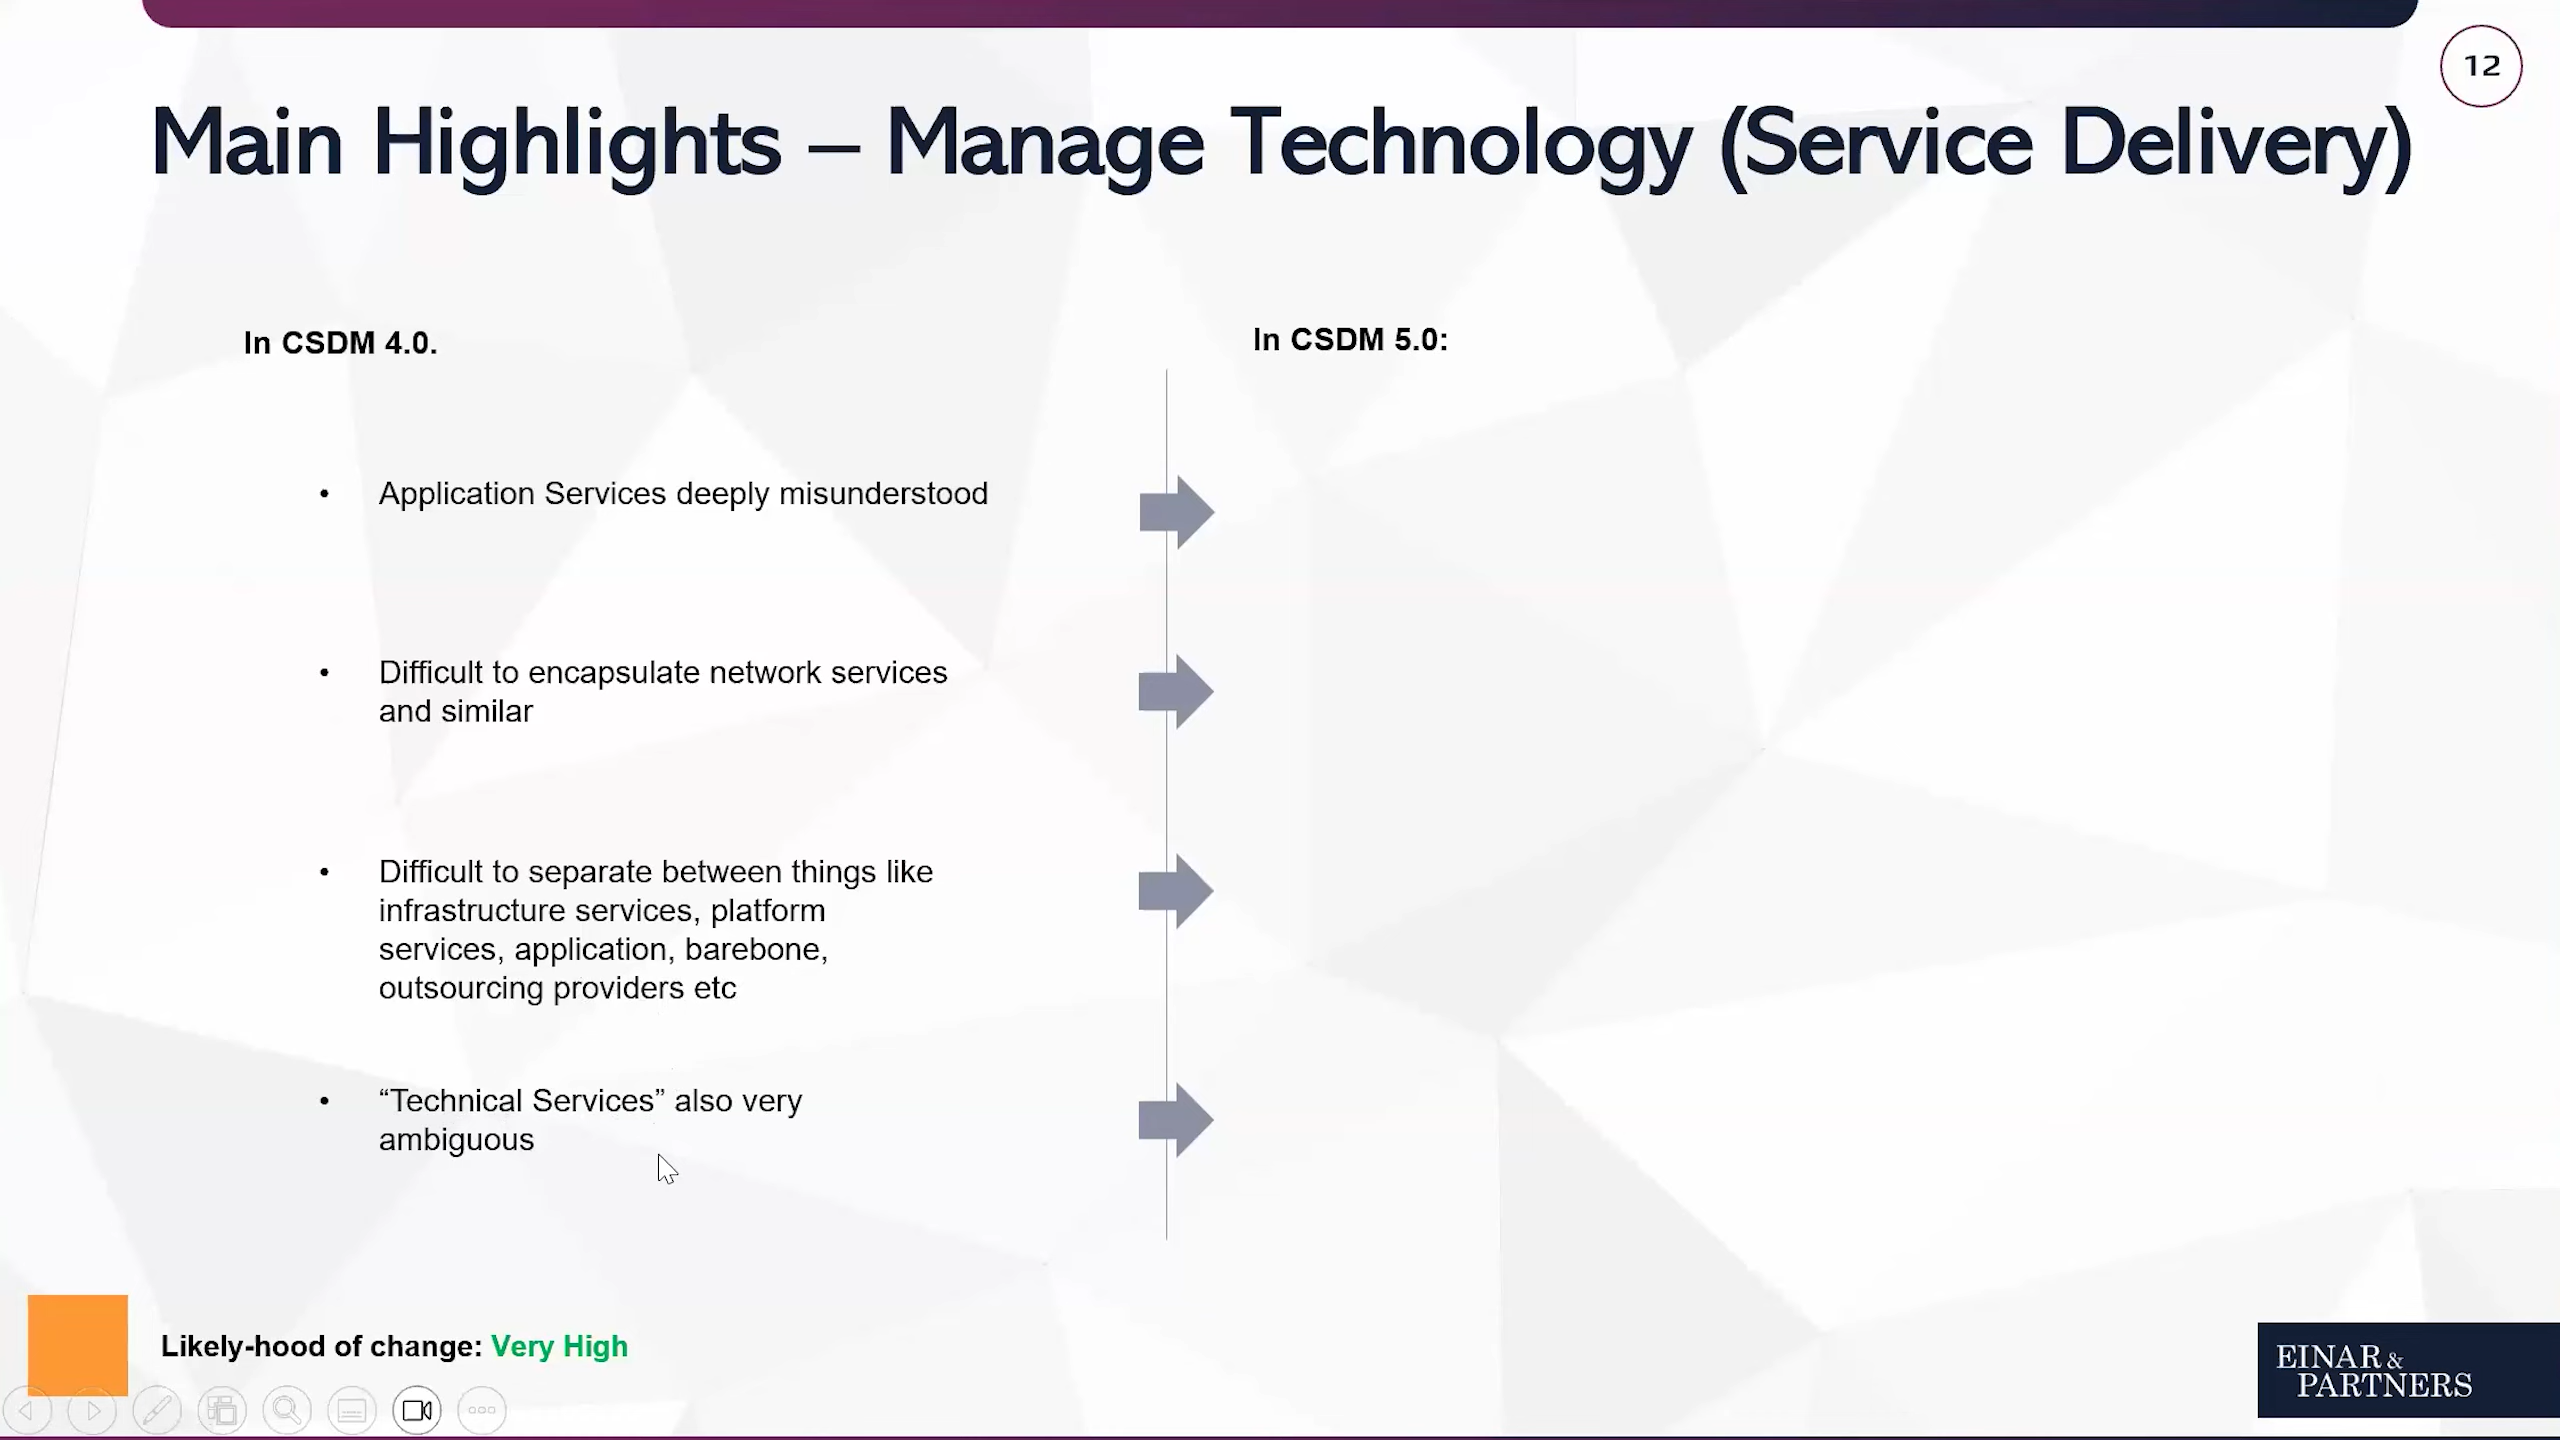 12
Main Highlights – Manage Technology (Service Delivery)
In CSDM 4.0.
• Application Services deeply misunderstood
• Difficult to encapsulate network services
and similar
• Difficult to separate between things like
infrastructure services, platform
services, application, barebone,
outsourcing providers etc
• “Technical Services” also very
ambiguous
In CSDM 5.0:
Likely-hood of change: Very High
EINAR &
PARTNERS